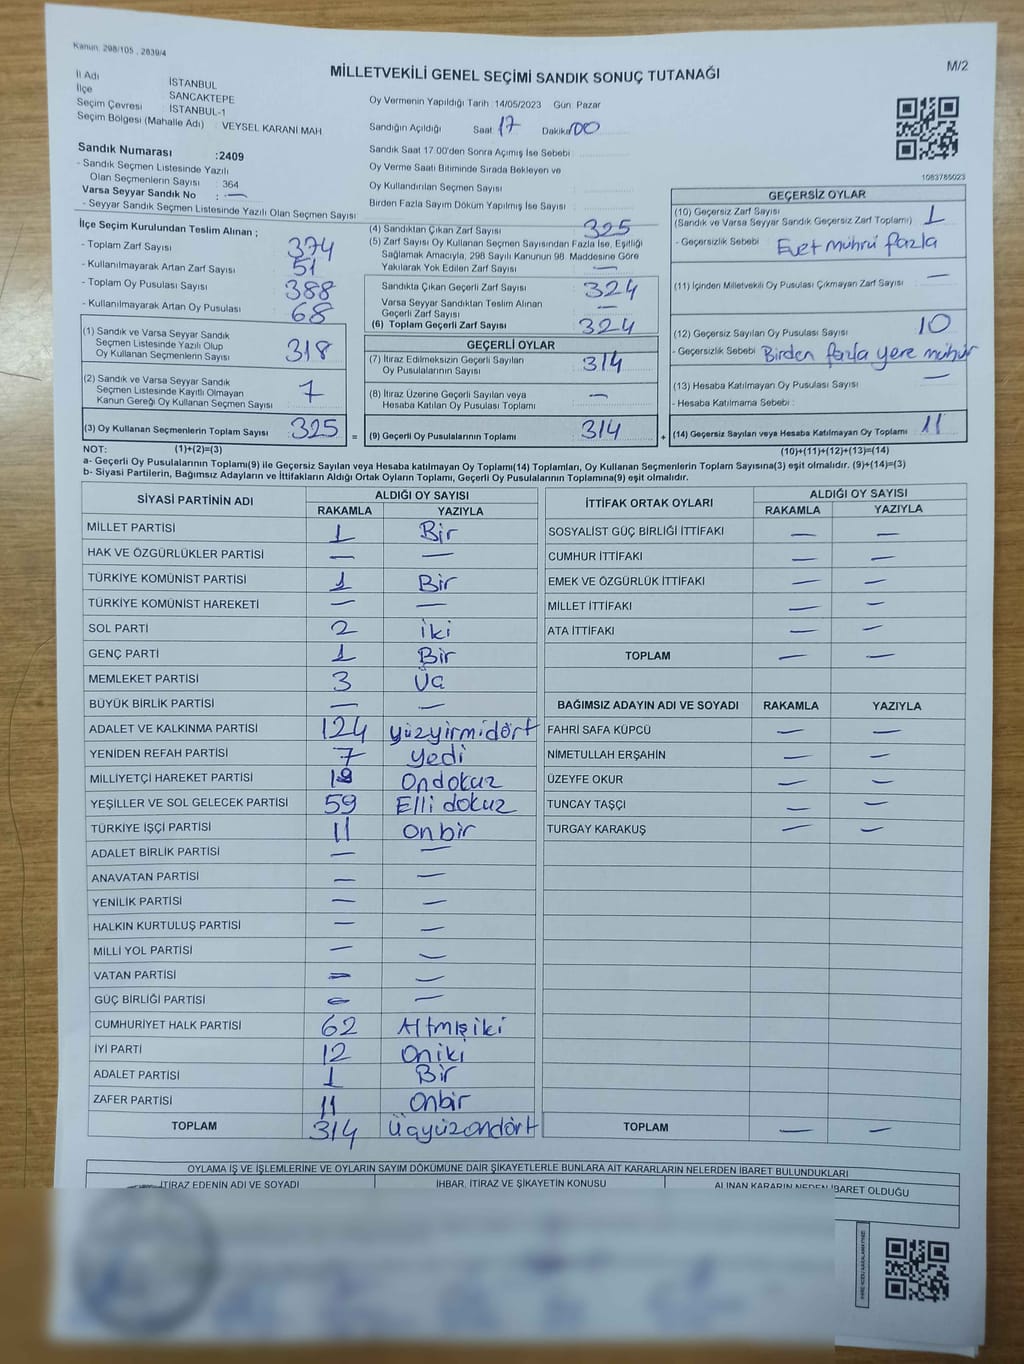 Kanun: 298/105 , 2839/4
MİLLETVEKİLİ GENEL SEÇİMİ SANDIK SONUÇ TUTANAĞI
M/2
İl Adı İSTANBUL
İlçe SANCAKTEPE
Seçim Çevresi İSTANBUL-1
Seçim Bölgesi (Mahalle Adı) : VEYSEL KARANİ MAH
Oy Vermenin Yapıldığı Tarih : 14/05/2023 Gün: Pazar
Sandığın Açıldığı Saat 17 Dakika 00
Sandık Saat 17.00'den Sonra Açılmış İse Sebebi
Oy Verme Saati Bitiminde Sırada Bekleyen ve
Oy Kullandırılan Seçmen Sayısı
Birden Fazla Sayım Döküm Yapılmış İse Sayısı
1083785023
Sandık Numarası :2409
- Sandık Seçmen Listesinde Yazılı
Olan Seçmenlerin Sayısı : 364
Varsa Seyyar Sandık No : —
- Seyyar Sandık Seçmen Listesinde Yazılı Olan Seçmen Sayısı
İlçe Seçim Kurulundan Teslim Alınan ;
- Toplam Zarf Sayısı 374
- Kullanılmayarak Artan Zarf Sayısı 51
- Toplam Oy Pusulası Sayısı 388
- Kullanılmayarak Artan Oy Pusulası 68
(4) Sandıktan Çıkan Zarf Sayısı 325
(5) Zarf Sayısı Oy Kullanan Seçmen Sayısından Fazla İse, Eşitliği
Sağlamak Amacıyla, 298 Sayılı Kanunun 98. Maddesine Göre
Yakılarak Yok Edilen Zarf Sayısı —
Sandıkta Çıkan Geçerli Zarf Sayısı 324
Varsa Seyyar Sandıktan Teslim Alınan
Geçerli Zarf Sayısı —
(6) Toplam Geçerli Zarf Sayısı 324
GEÇERSİZ OYLAR
(10) Geçersiz Zarf Sayısı
(Sandık ve Varsa Seyyar Sandık Geçersiz Zarf Toplamı) 1
- Geçersizlik Sebebi Evet mührü fazla
(11) İçinden Milletvekili Oy Pusulası Çıkmayan Zarf Sayısı —
(12) Geçersiz Sayılan Oy Pusulası Sayısı 10
- Geçersizlik Sebebi Birden fazla yere mühür
(13) Hesaba Katılmayan Oy Pusulası Sayısı —
- Hesaba Katılmama Sebebi :
(1) Sandık ve Varsa Seyyar Sandık
Seçmen Listesinde Yazılı Olup
Oy Kullanan Seçmenlerin Sayısı 318
(2) Sandık ve Varsa Seyyar Sandık
Seçmen Listesinde Kayıtlı Olmayan
Kanun Gereği Oy Kullanan Seçmen Sayısı 7
GEÇERLİ OYLAR
(7) İtiraz Edilmeksizin Geçerli Sayılan
Oy Pusulalarının Sayısı 314
(8) İtiraz Üzerine Geçerli Sayılan veya
Hesaba Katılan Oy Pusulası Toplamı —
(3) Oy Kullanan Seçmenlerin Toplam Sayısı 325 = (9) Geçerli Oy Pusulalarının Toplamı 314 + (14) Geçersiz Sayılan veya Hesaba Katılmayan Oy Toplamı 11
NOT: (1)+(2)=(3) (10)+(11)+(12)+(13)=(14)
a- Geçerli Oy Pusulalarının Toplamı(9) ile Geçersiz Sayılan veya Hesaba katılmayan Oy Toplamı(14) Toplamları, Oy Kullanan Seçmenlerin Toplam Sayısına(3) eşit olmalıdır. (9)+(14)=(3)
b- Siyasi Partilerin, Bağımsız Adayların ve İttifakların Aldığı Ortak Oyların Toplamı, Geçerli Oy Pusulalarının Toplamına(9) eşit olmalıdır.
SİYASİ PARTİNİN ADI ALDIĞI OY SAYISI
RAKAMLA YAZIYLA
MİLLET PARTİSİ 1 Bir
HAK VE ÖZGÜRLÜKLER PARTİSİ — —
TÜRKİYE KOMÜNİST PARTİSİ 1 Bir
TÜRKİYE KOMÜNİST HAREKETİ — —
SOL PARTİ 2 iki
GENÇ PARTİ 1 Bir
MEMLEKET PARTİSİ 3 Üç
BÜYÜK BİRLİK PARTİSİ — —
ADALET VE KALKINMA PARTİSİ 124 yüzyirmidört
YENİDEN REFAH PARTİSİ 7 yedi
MİLLİYETÇİ HAREKET PARTİSİ 19 Ondokuz
YEŞİLLER VE SOL GELECEK PARTİSİ 59 Elli dokuz
TÜRKİYE İŞÇİ PARTİSİ 11 onbir
ADALET BİRLİK PARTİSİ — —
ANAVATAN PARTİSİ — —
YENİLİK PARTİSİ — —
HALKIN KURTULUŞ PARTİSİ — —
MİLLİ YOL PARTİSİ — —
VATAN PARTİSİ — —
GÜÇ BİRLİĞİ PARTİSİ — —
CUMHURİYET HALK PARTİSİ 62 Altmışiki
İYİ PARTİ 12 Oniki
ADALET PARTİSİ 1 Bir
ZAFER PARTİSİ 11 Onbir
TOPLAM 314 Üçyüzondört
İTTİFAK ORTAK OYLARI ALDIĞI OY SAYISI
RAKAMLA YAZIYLA
SOSYALİST GÜÇ BİRLİĞİ İTTİFAKI — —
CUMHUR İTTİFAKI — —
EMEK VE ÖZGÜRLÜK İTTİFAKI — —
MİLLET İTTİFAKI — —
ATA İTTİFAKI — —
TOPLAM — —
BAĞIMSIZ ADAYIN ADI VE SOYADI RAKAMLA YAZIYLA
FAHRİ SAFA KÜPCÜ — —
NİMETULLAH ERŞAHİN — —
ÜZEYFE OKUR — —
TUNCAY TAŞÇI — —
TURGAY KARAKUŞ — —
TOPLAM — —
OYLAMA İŞ VE İŞLEMLERİNE VE OYLARIN SAYIM DÖKÜMÜNE DAİR ŞİKAYETLERLE BUNLARA AİT KARARLARIN NELERDEN İBARET BULUNDUKLARI
İTİRAZ EDENİN ADI VE SOYADI İHBAR, İTİRAZ VE ŞİKAYETİN KONUSU ALINAN KARARIN NEDEN İBARET OLDUĞU